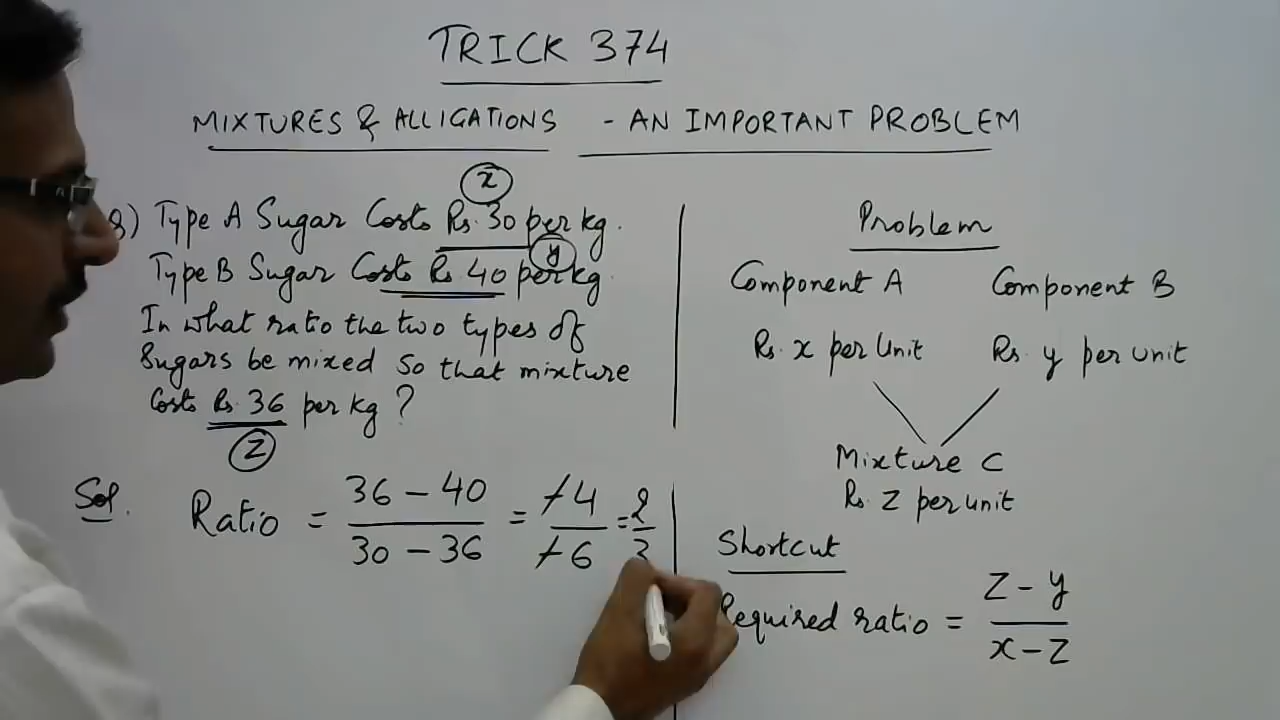 TRICK 374
MIXTURES & ALLIGATIONS - AN IMPORTANT PROBLEM
x
Q) Type A Sugar Costs Rs. 30 per kg.
y
Type B Sugar Costs Rs 40 per kg
In what ratio the two types of
Sugars be mixed so that mixture
Costs Rs. 36 per kg ?
Z
Sol.
Ratio = 36 - 40 / 30 - 36 = -4 / -6 = 2 / 3
Problem
Component A Component B
Rs. x per Unit Rs. y per unit
Mixture C
Rs. Z per unit
Shortcut
Required ratio = Z - y / x - Z